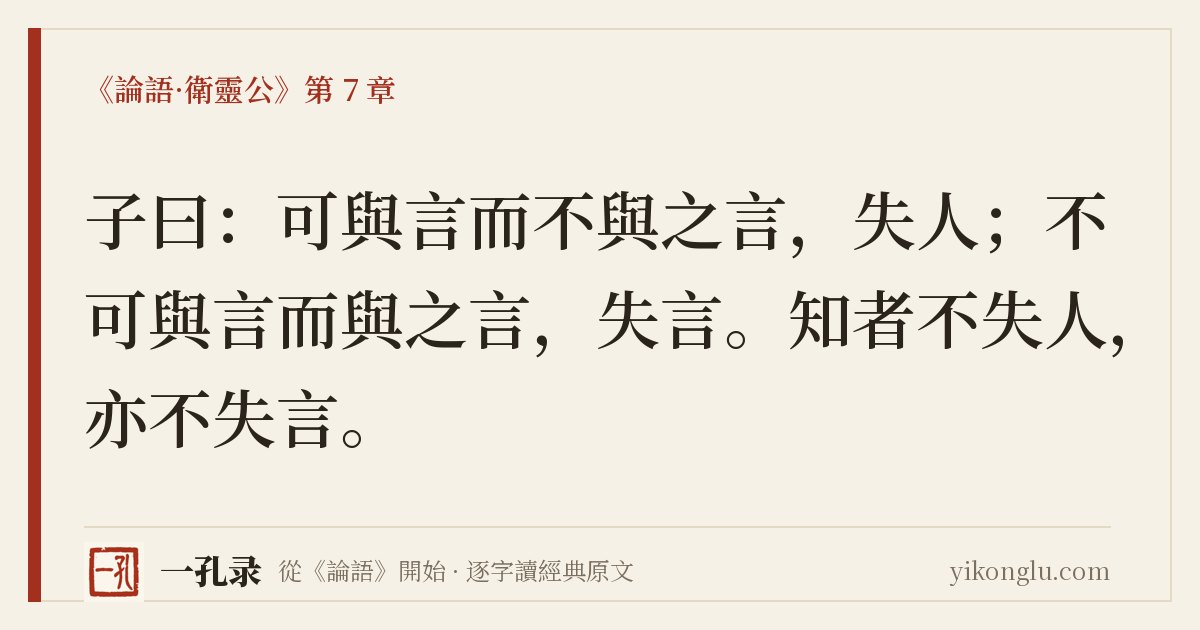 《論語·衛靈公》第 7 章
子曰：可與言而不與之言，失人；不
可與言而與之言，失言。知者不失人，
亦不失言。
一孔
一孔录 從《論語》開始 · 逐字讀經典原文 yikonglu.com